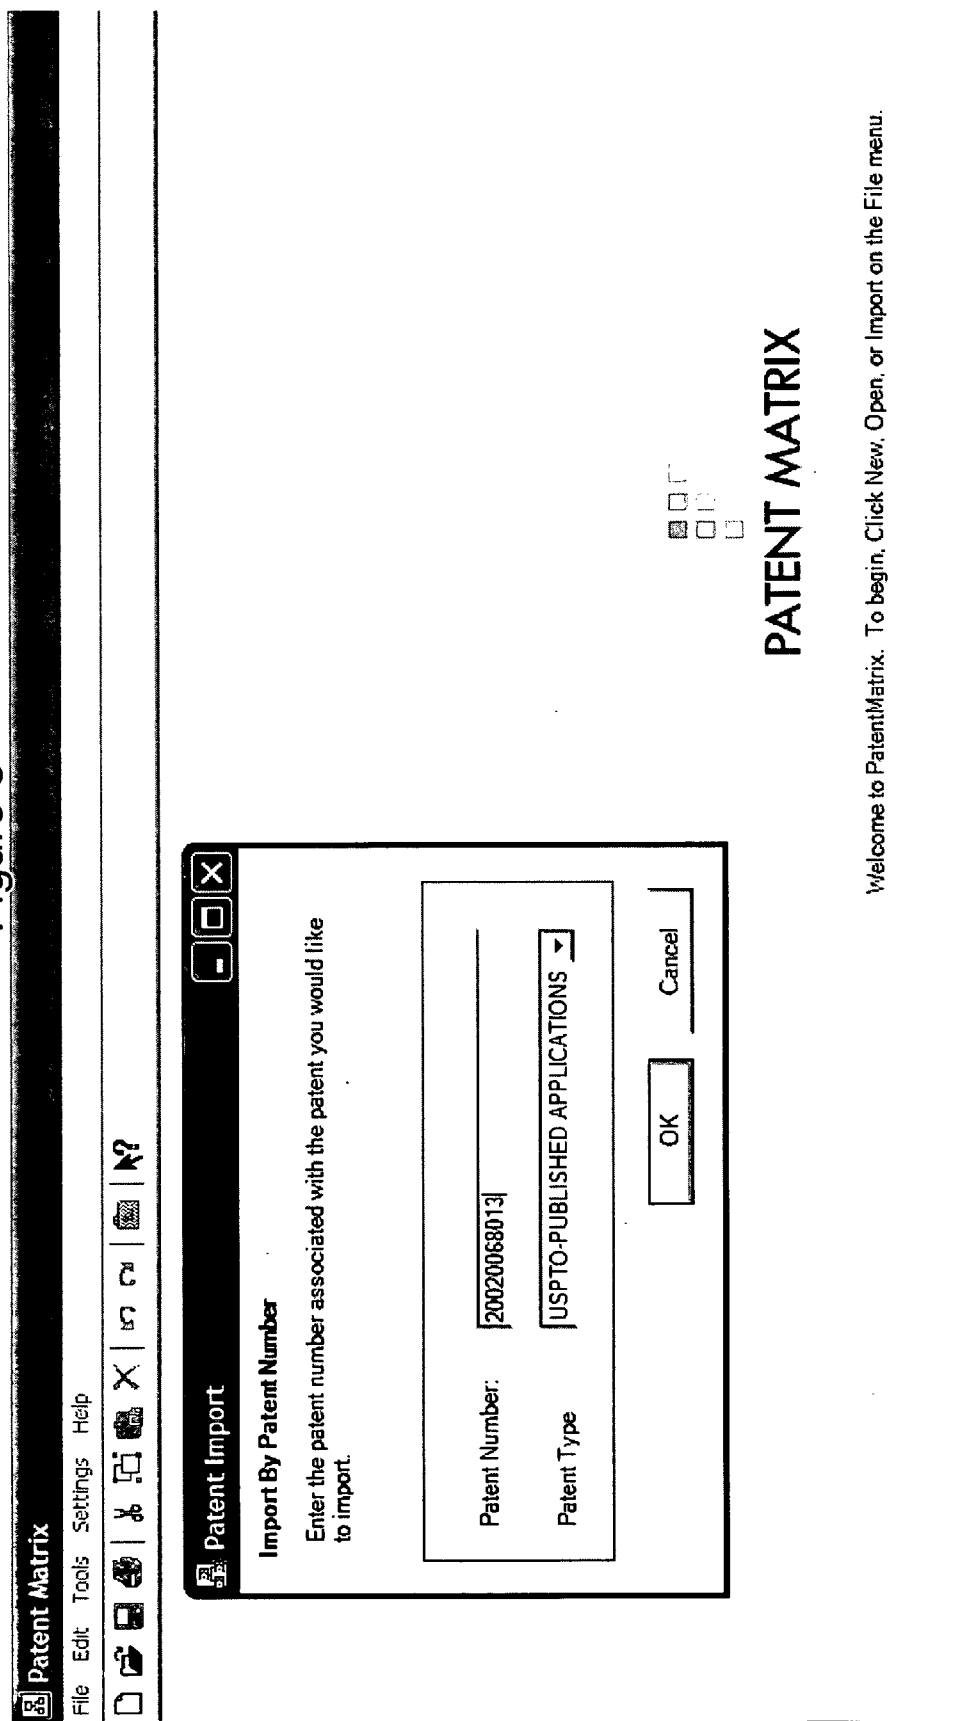 Patent Matrix
File Edit Tools Settings Help
Patent Import
Import By Patent Number
Enter the patent number associated with the patent you would like
to import.
Patent Number: 20020068013
Patent Type USPTO-PUBLISHED APPLICATIONS
OK Cancel
PATENT MATRIX
Welcome to PatentMatrix. To begin, Click New, Open, or Import on the File menu.